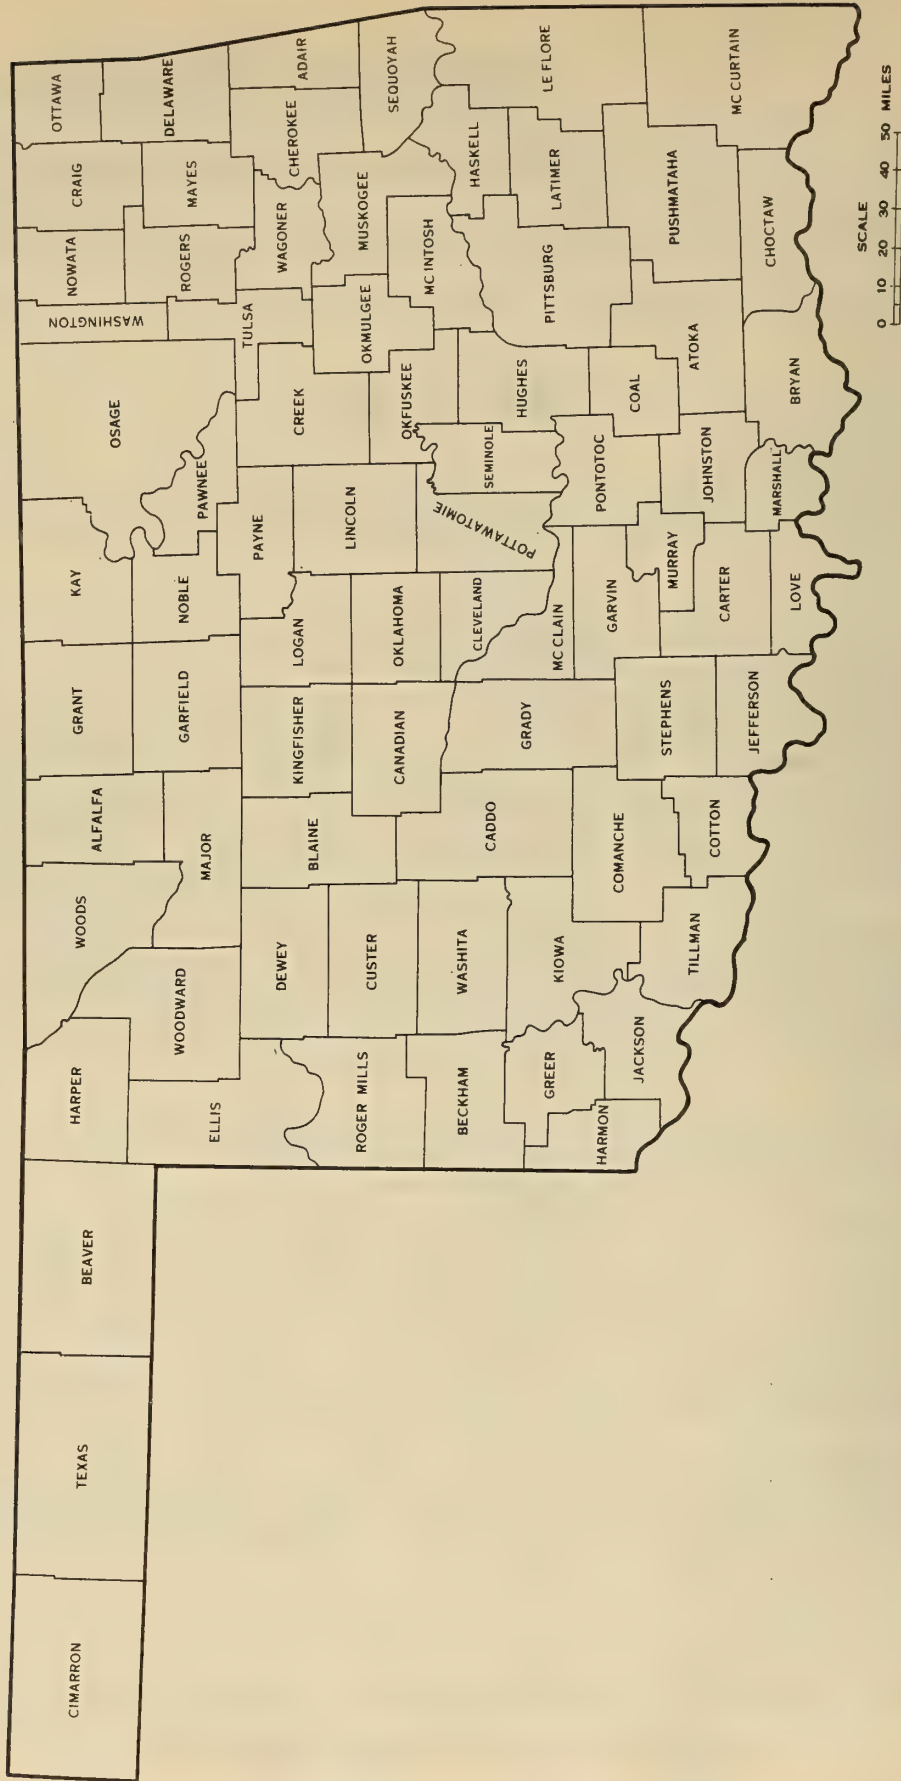 CIMARRON
TEXAS
BEAVER
HARPER
WOODS
ALFALFA
GRANT
KAY
OSAGE
WASHINGTON
NOWATA
CRAIG
OTTAWA
ELLIS
WOODWARD
MAJOR
GARFIELD
NOBLE
PAWNEE
ROGERS
MAYES
DELAWARE
ROGER MILLS
DEWEY
BLAINE
KINGFISHER
LOGAN
PAYNE
CREEK
TULSA
WAGONER
CHEROKEE
ADAIR
BECKHAM
CUSTER
CANADIAN
OKLAHOMA
LINCOLN
OKFUSKEE
OKMULGEE
MUSKOGEE
SEQUOYAH
WASHITA
CADDO
GRADY
CLEVELAND
MC CLAIN
POTTAWATOMIE
SEMINOLE
HUGHES
MC INTOSH
HASKELL
LE FLORE
HARMON
GREER
KIOWA
COMANCHE
STEPHENS
GARVIN
PONTOTOC
COAL
PITTSBURG
LATIMER
JACKSON
TILLMAN
COTTON
JEFFERSON
CARTER
MURRAY
JOHNSTON
ATOKA
PUSHMATAHA
MC CURTAIN
LOVE
MARSHALL
BRYAN
CHOCTAW
SCALE
0 10 20 30 40 50 MILES